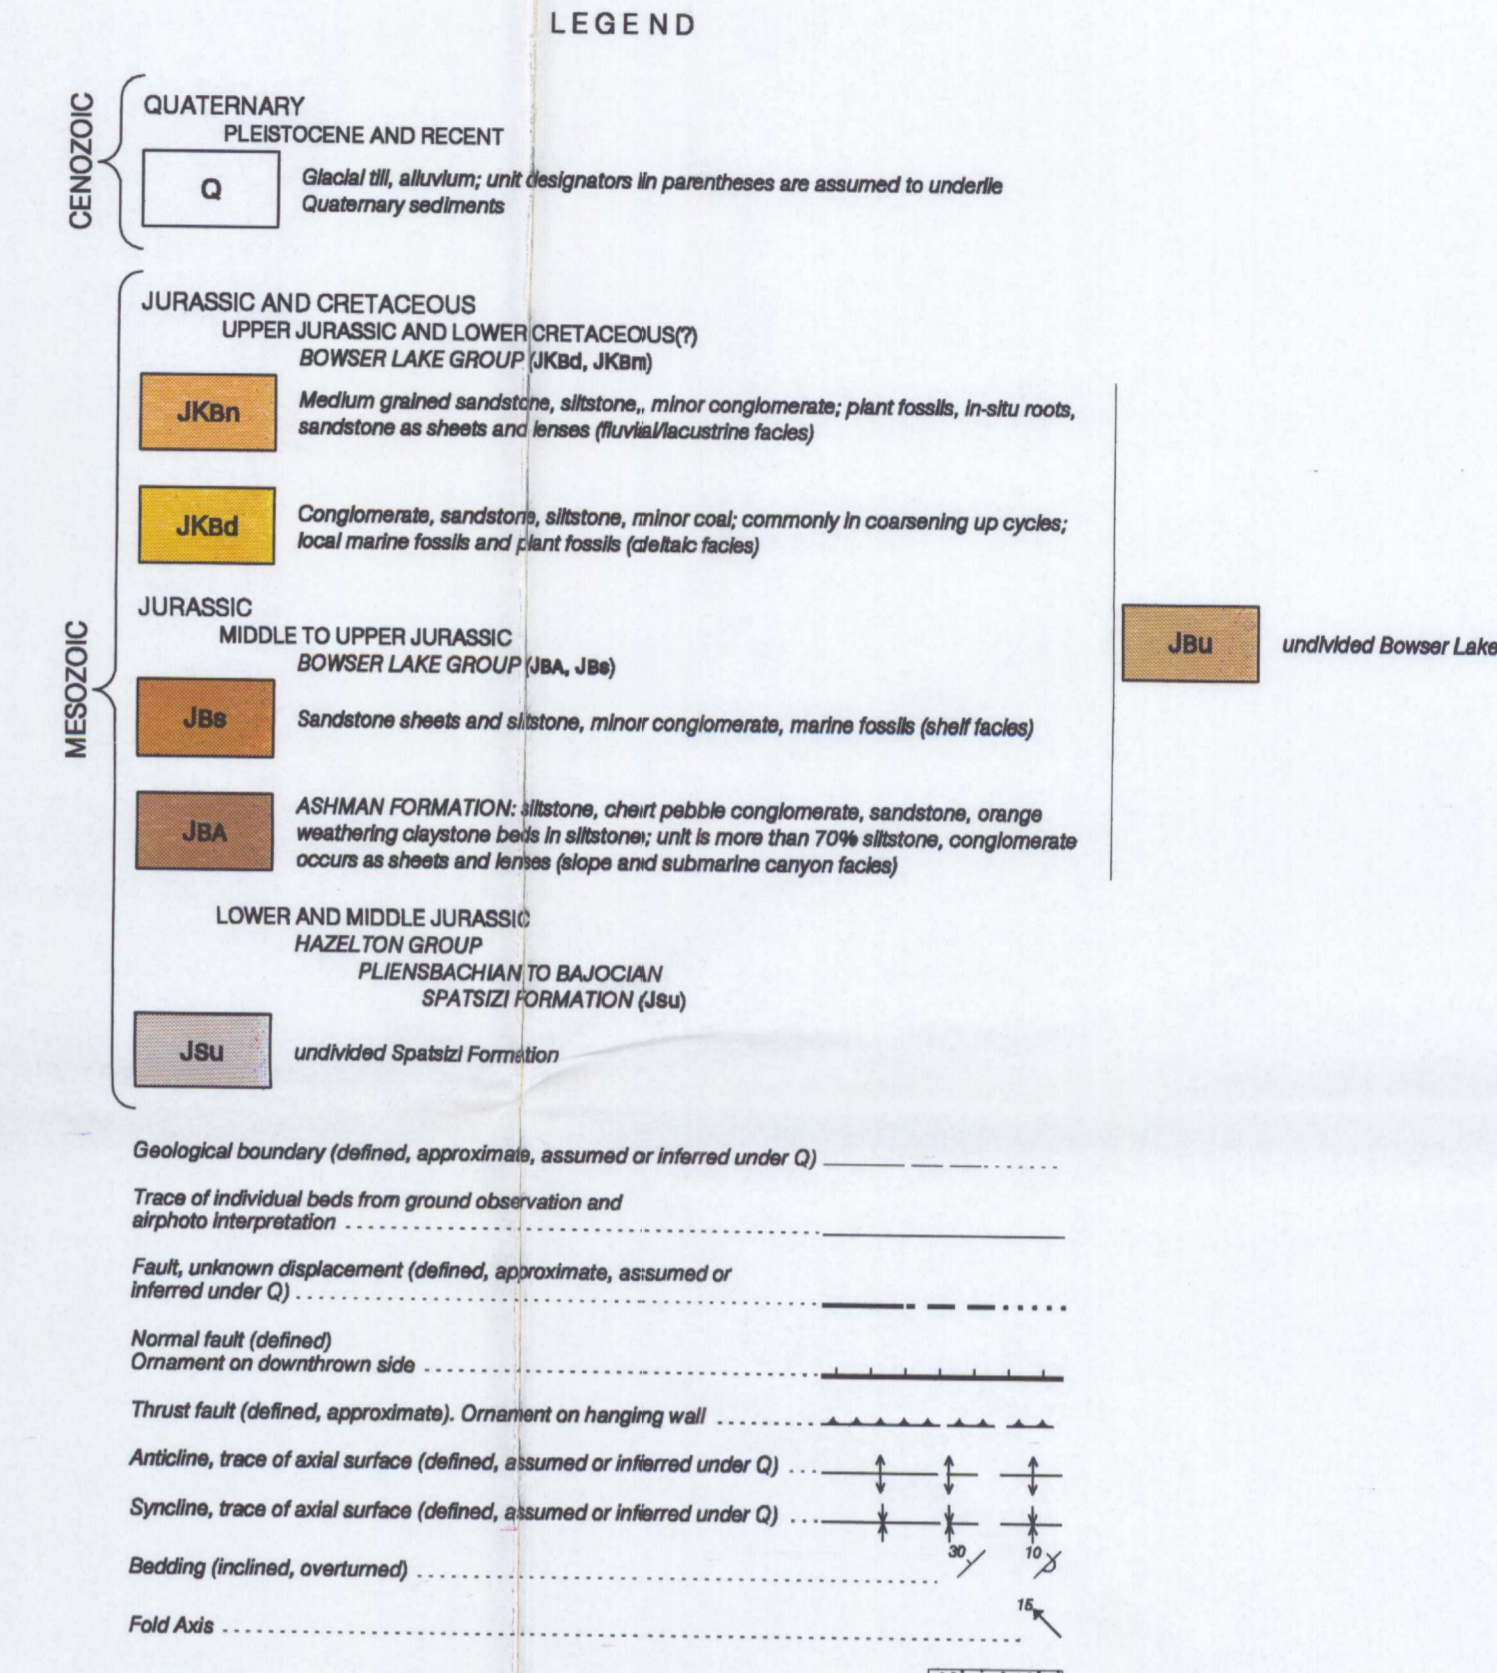 LEGEND
CENOZOIC
QUATERNARY
PLEISTOCENE AND RECENT
Q
Glacial till, alluvium; unit designators in parentheses are assumed to underlie
Quaternary sediments
MESOZOIC
JURASSIC AND CRETACEOUS
UPPER JURASSIC AND LOWER CRETACEOUS(?)
BOWSER LAKE GROUP (JKBd, JKBm)
JKBn
Medium grained sandstone, siltstone,, minor conglomerate; plant fossils, in-situ roots,
sandstone as sheets and lenses (fluvial/lacustrine facies)
JKBd
Conglomerate, sandstone, siltstone, minor coal; commonly in coarsening up cycles;
local marine fossils and plant fossils (deltaic facies)
JURASSIC
MIDDLE TO UPPER JURASSIC
BOWSER LAKE GROUP (JBA, JBs)
JBu
undivided Bowser Lake
JBs
Sandstone sheets and siltstone, minor conglomerate, marine fossils (shelf facies)
JBA
ASHMAN FORMATION: siltstone, chert pebble conglomerate, sandstone, orange
weathering claystone beds in siltstone; unit is more than 70% siltstone, conglomerate
occurs as sheets and lenses (slope and submarine canyon facies)
LOWER AND MIDDLE JURASSIC
HAZELTON GROUP
PLIENSBACHIAN TO BAJOCIAN
SPATSIZI FORMATION (Jsu)
Jsu
undivided Spatsizi Formation
Geological boundary (defined, approximate, assumed or inferred under Q)
Trace of individual beds from ground observation and
airphoto interpretation
Fault, unknown displacement (defined, approximate, assumed or
inferred under Q)
Normal fault (defined)
Ornament on downthrown side
Thrust fault (defined, approximate). Ornament on hanging wall
Anticline, trace of axial surface (defined, assumed or inferred under Q)
Syncline, trace of axial surface (defined, assumed or inferred under Q)
Bedding (inclined, overturned)
30
10
Fold Axis
15